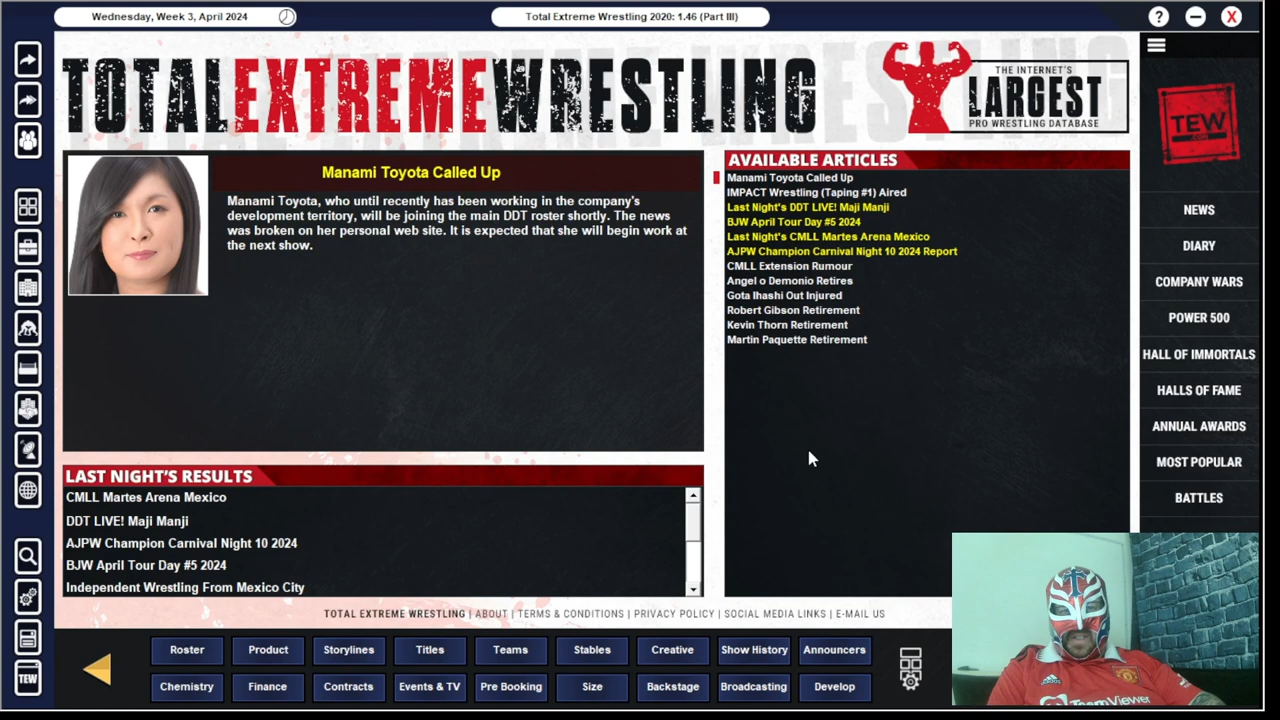 Wednesday, Week 3, April 2024
Total Extreme Wrestling 2020: 1.46 (Part III)
?
X
TOTALEXTREMEWRESTLING
THE INTERNET'S
LARGEST
PRO WRESTLING DATABASE
TEW
.COM
Manami Toyota Called Up
Manami Toyota, who until recently has been working in the company's
development territory, will be joining the main DDT roster shortly. The news
was broken on her personal web site. It is expected that she will begin work at
the next show.
AVAILABLE ARTICLES
Manami Toyota Called Up
IMPACT Wrestling (Taping #1) Aired
Last Night's DDT LIVE! Maji Manji
BJW April Tour Day #5 2024
Last Night's CMLL Martes Arena Mexico
AJPW Champion Carnival Night 10 2024 Report
CMLL Extension Rumour
Angel o Demonio Retires
Gota Ihashi Out Injured
Robert Gibson Retirement
Kevin Thorn Retirement
Martin Paquette Retirement
NEWS
DIARY
COMPANY WARS
POWER 500
HALL OF IMMORTALS
HALLS OF FAME
ANNUAL AWARDS
MOST POPULAR
BATTLES
LAST NIGHT'S RESULTS
CMLL Martes Arena Mexico
DDT LIVE! Maji Manji
AJPW Champion Carnival Night 10 2024
BJW April Tour Day #5 2024
Independent Wrestling From Mexico City
TOTAL EXTREME WRESTLING | ABOUT | TERMS & CONDITIONS | PRIVACY POLICY | SOCIAL MEDIA LINKS | E-MAIL US
Roster Product Storylines Titles Teams Stables Creative Show History Announcers
Chemistry Finance Contracts Events & TV Pre Booking Size Backstage Broadcasting Develop
TEW
adidas
TeamViewer